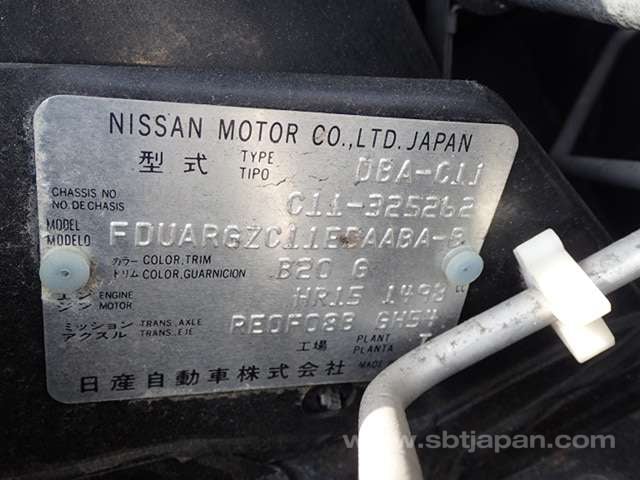 NISSAN MOTOR CO.,LTD. JAPAN
型式 TYPE TIPO DBA-C11
CHASSIS NO. NO. DE CHASIS C11-325262
MODEL MODELO FDUARGZC11EDAABA-B
カラー トリム COLOR, TRIM COLOR, GUARNICION B20 G
エンジン ENGINE MOTOR HR15 1498 cc
ミッション アクスル TRANS. AXLE TRANS. EJE RE0F08B GH54
工場 PLANT PLANTA
日産自動車株式会社 MADE
www.sbtjapan.com